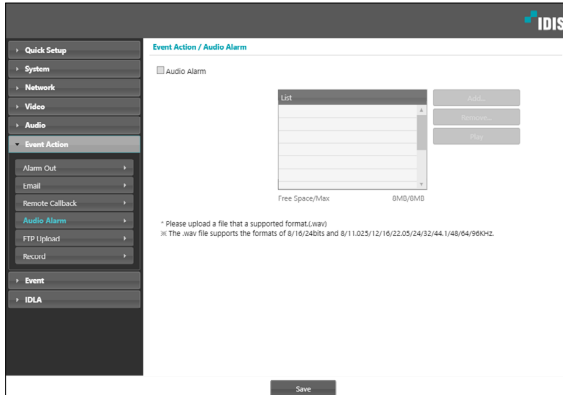 IDIS
Quick Setup
System
Network
Video
Audio
Event Action
Alarm Out
Email
Remote Callback
Audio Alarm
FTP Upload
Record
Event
IDLA
Event Action / Audio Alarm
Audio Alarm
List
Add...
Remove...
Play
Free Space/Max 8MB/8MB
* Please upload a file that a supported format.(.wav)
※ The .wav file supports the formats of 8/16/24bits and 8/11.025/12/16/22.05/24/32/44.1/48/64/96KHz.
Save